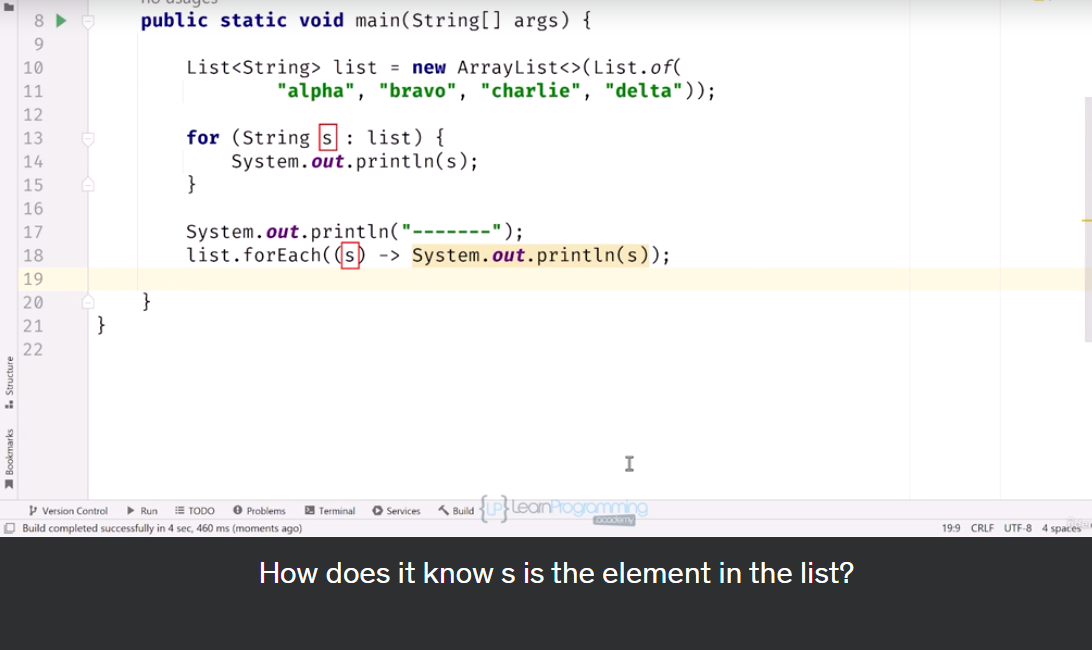 8 public static void main(String[] args) {
9
10 List<String> list = new ArrayList<>(List.of(
11 "alpha", "bravo", "charlie", "delta"));
12
13 for (String s : list) {
14 System.out.println(s);
15 }
16
17 System.out.println("-------");
18 list.forEach((s) -> System.out.println(s));
19
20 }
21 }
22
Structure
Bookmarks
Version Control Run TODO Problems Terminal Services Build
{LP} LearnProgramming
academy
Build completed successfully in 4 sec, 460 ms (moments ago) 19:9 CRLF UTF-8 4 spaces
How does it know s is the element in the list?